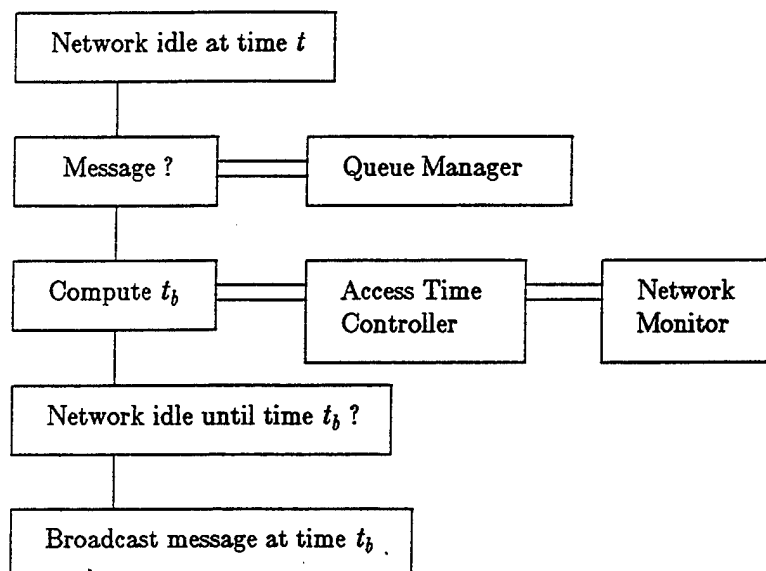 Network idle at time t
Message ?
Queue Manager
Compute t_b
Access Time
Controller
Network
Monitor
Network idle until time t_b ?
Broadcast message at time t_b